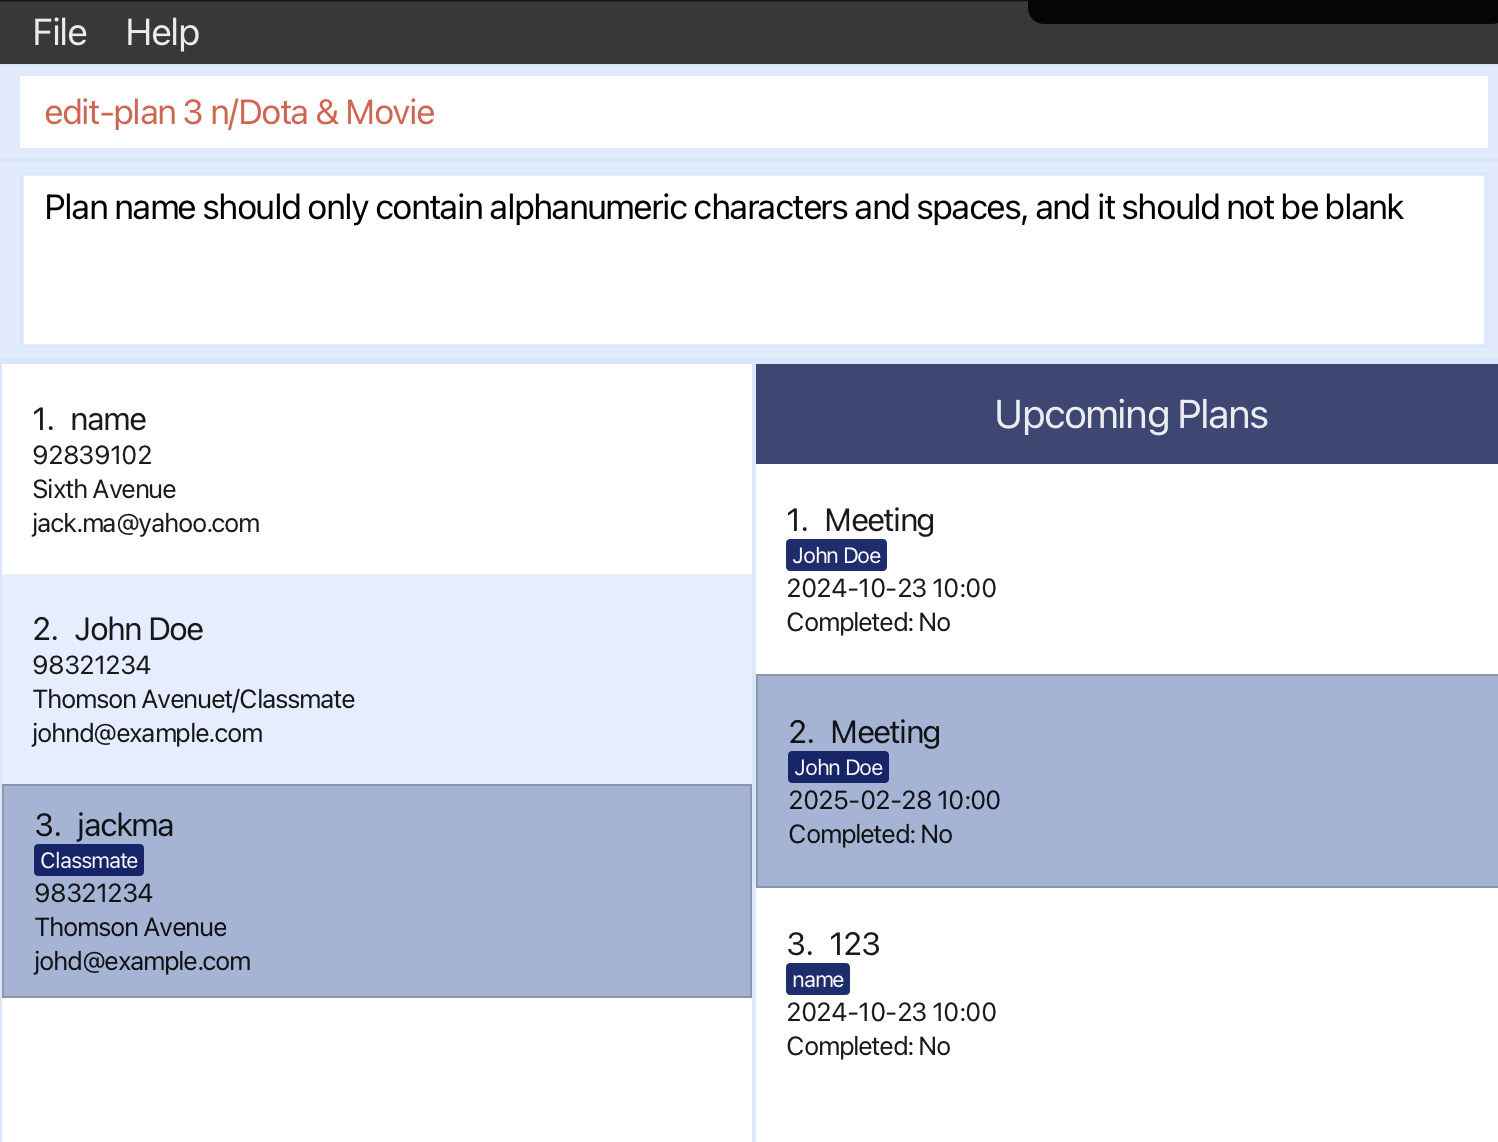 File Help
edit-plan 3 n/Dota & Movie
Plan name should only contain alphanumeric characters and spaces, and it should not be blank
1. name
92839102
Sixth Avenue
jack.ma@yahoo.com
2. John Doe
98321234
Thomson Avenuet/Classmate
johnd@example.com
3. jackma
Classmate
98321234
Thomson Avenue
johd@example.com
Upcoming Plans
1. Meeting
John Doe
2024-10-23 10:00
Completed: No
2. Meeting
John Doe
2025-02-28 10:00
Completed: No
3. 123
name
2024-10-23 10:00
Completed: No